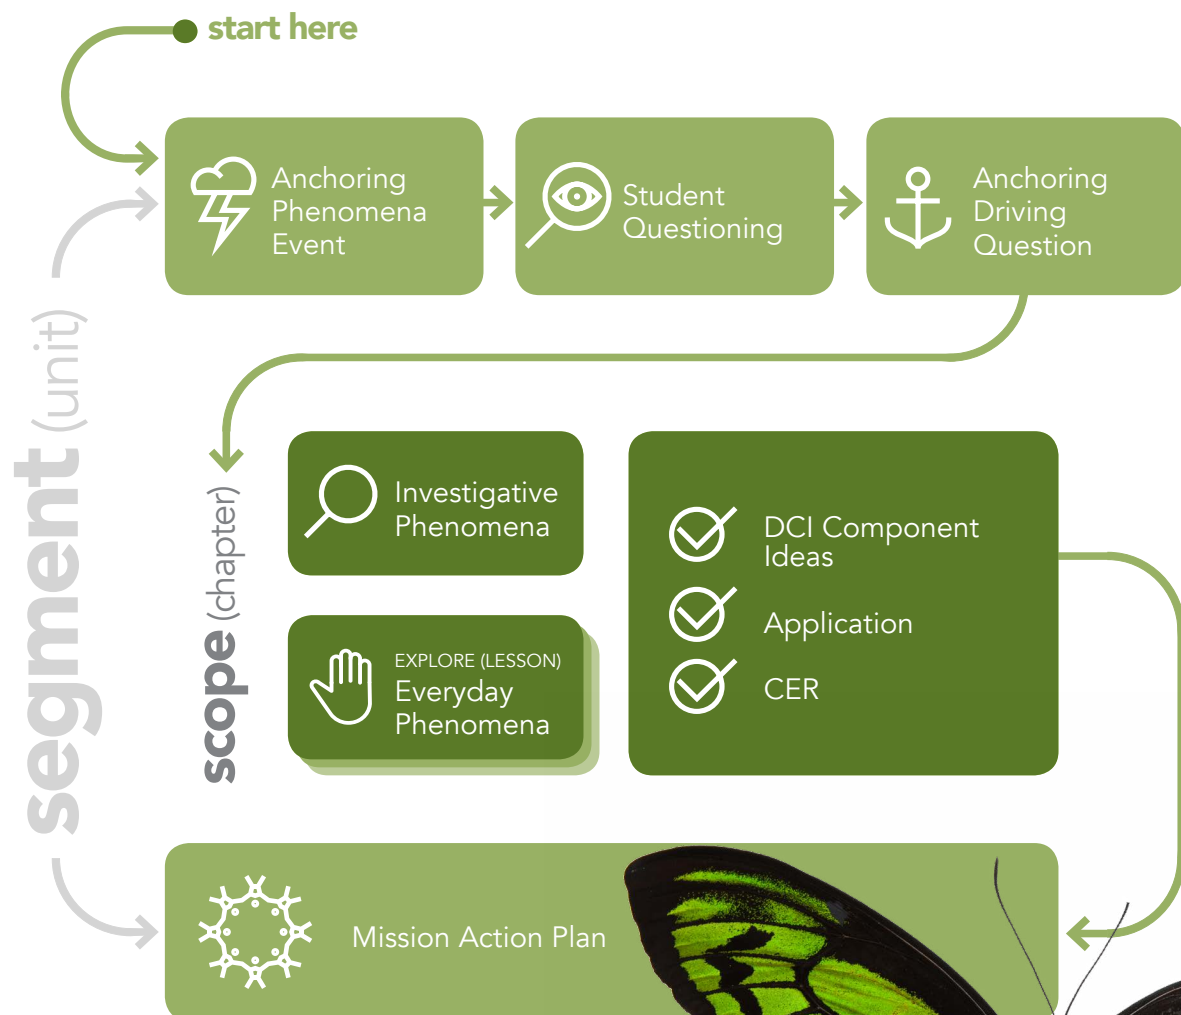 start here
Anchoring
Phenomena
Event
Student
Questioning
Anchoring
Driving
Question
segment (unit)
scope (chapter)
Investigative
Phenomena
EXPLORE (LESSON)
Everyday
Phenomena
DCI Component
Ideas
Application
CER
Mission Action Plan